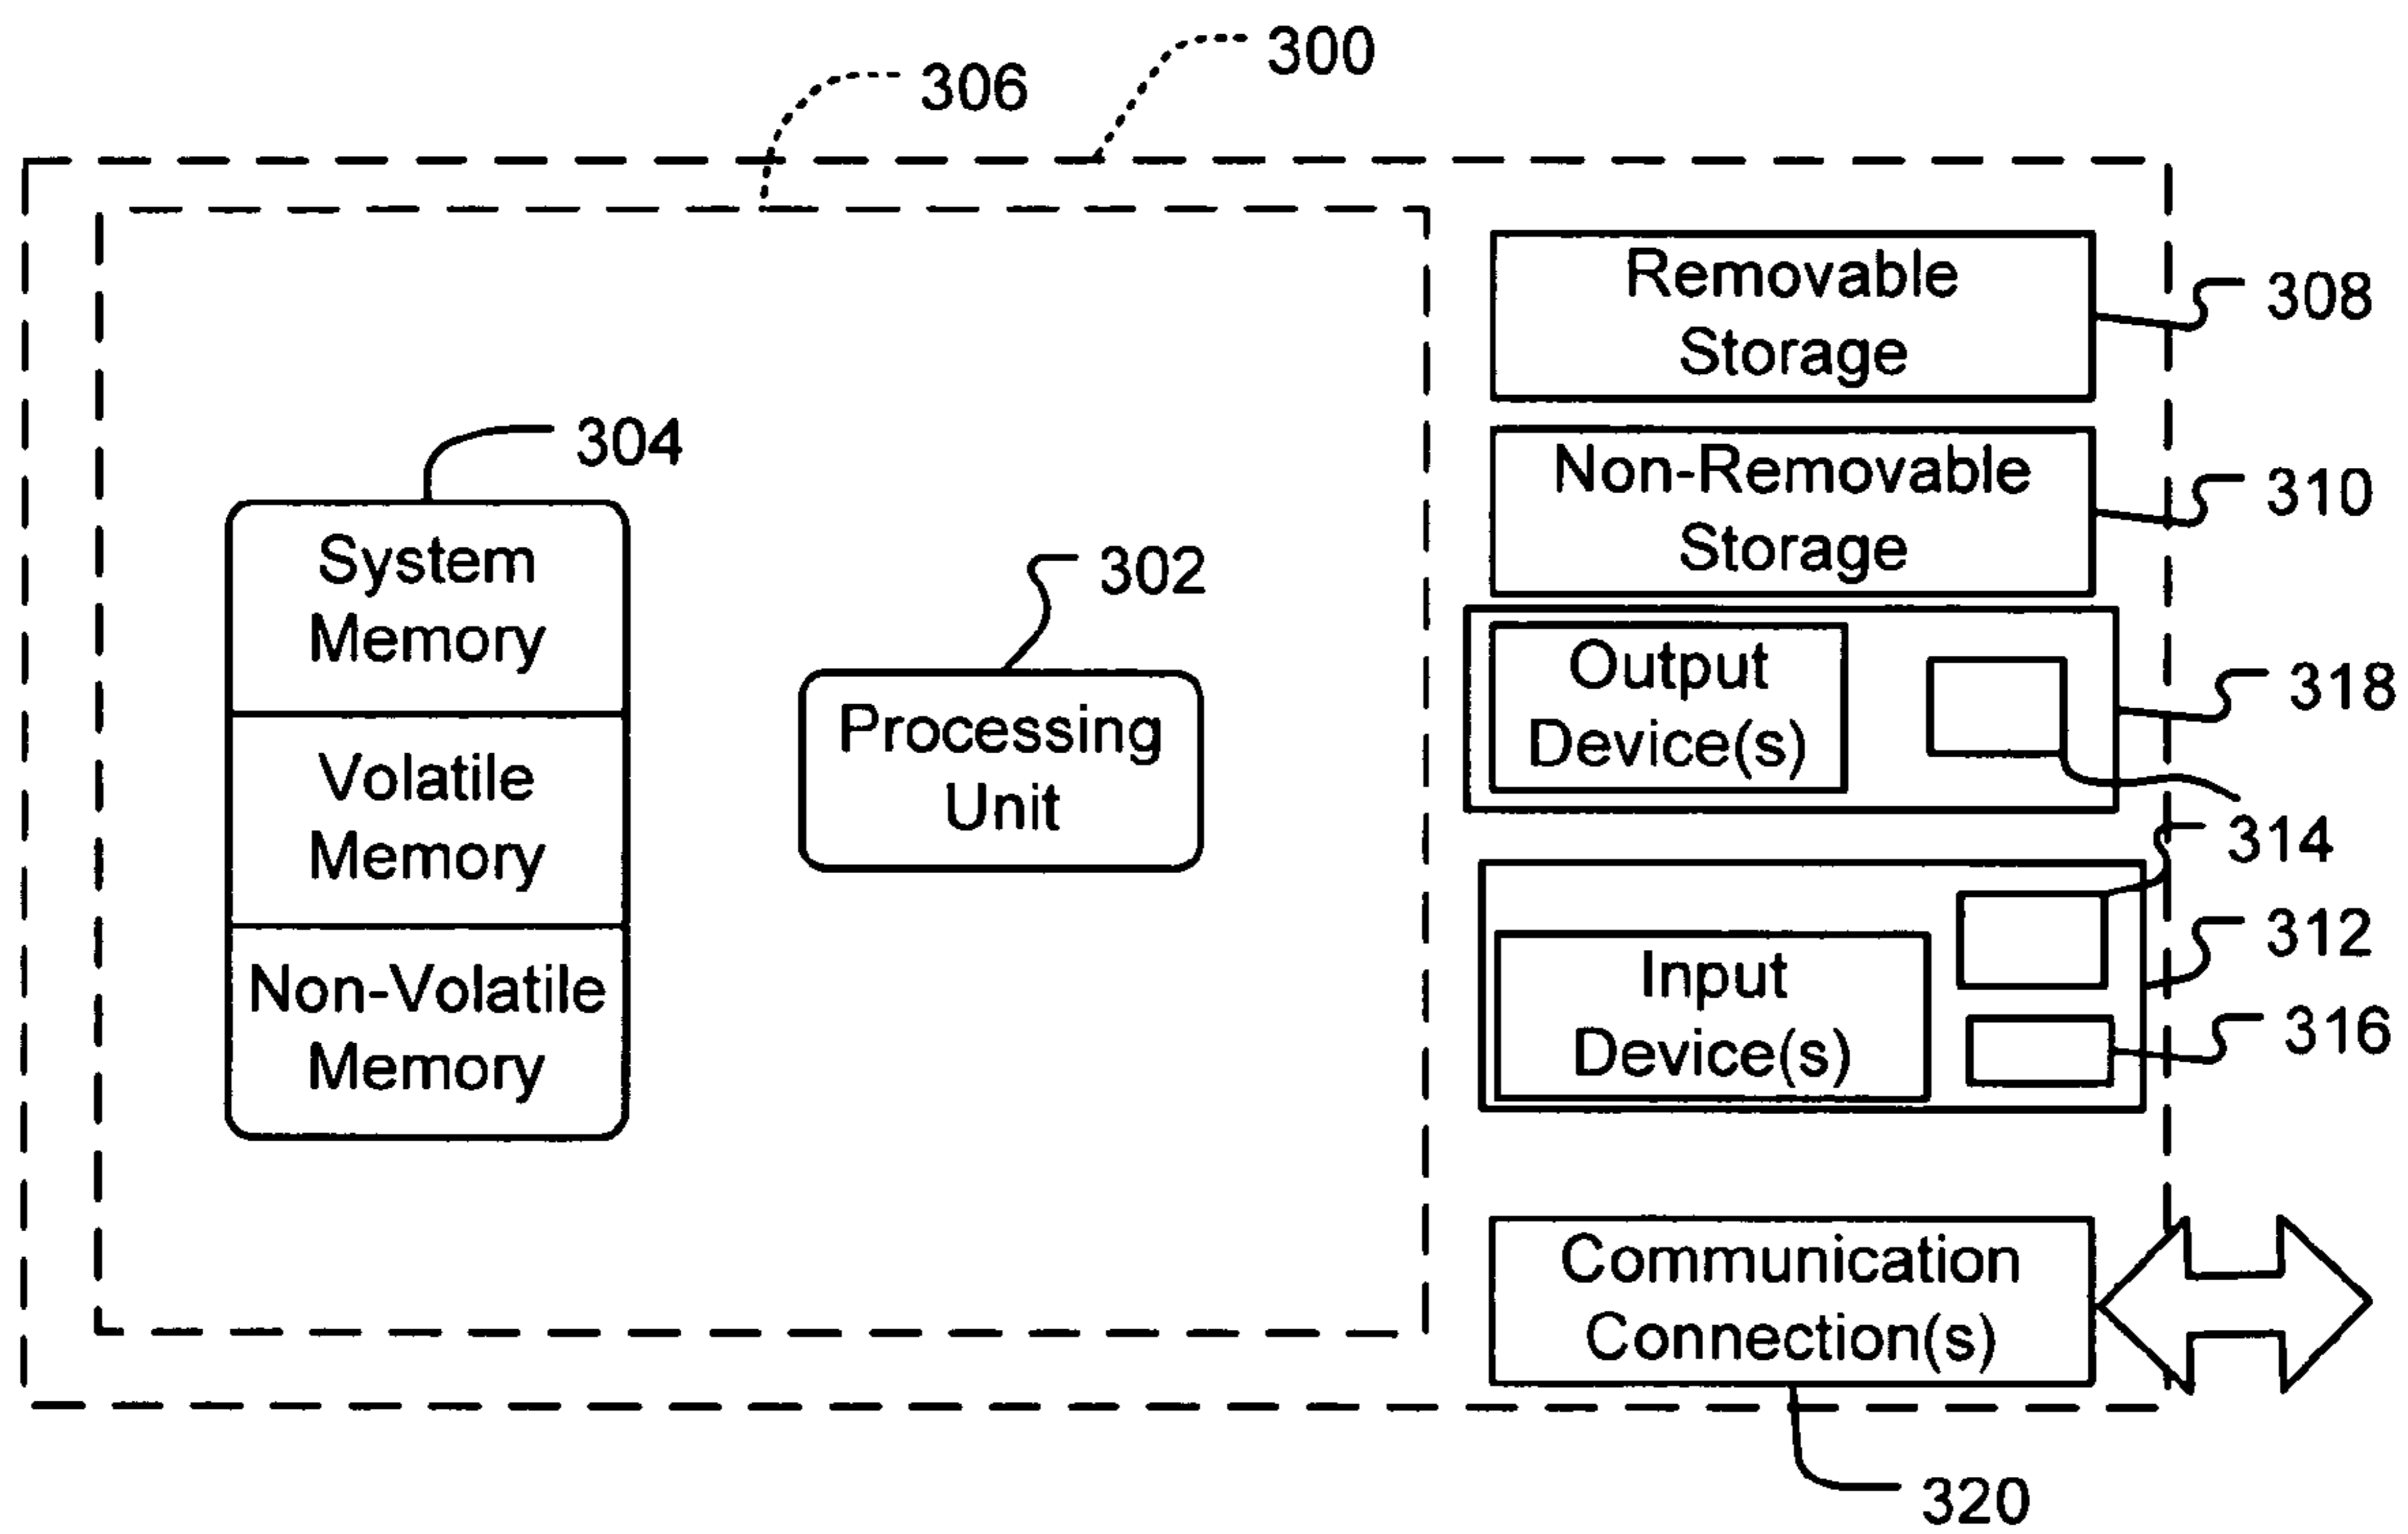 300
306
Removable
Storage
308
304
Non-Removable
Storage
310
System
Memory
302
Output
Device(s)
318
Processing
Unit
Volatile
Memory
314
312
Non-Volatile
Memory
Input
Device(s)
316
Communication
Connection(s)
320